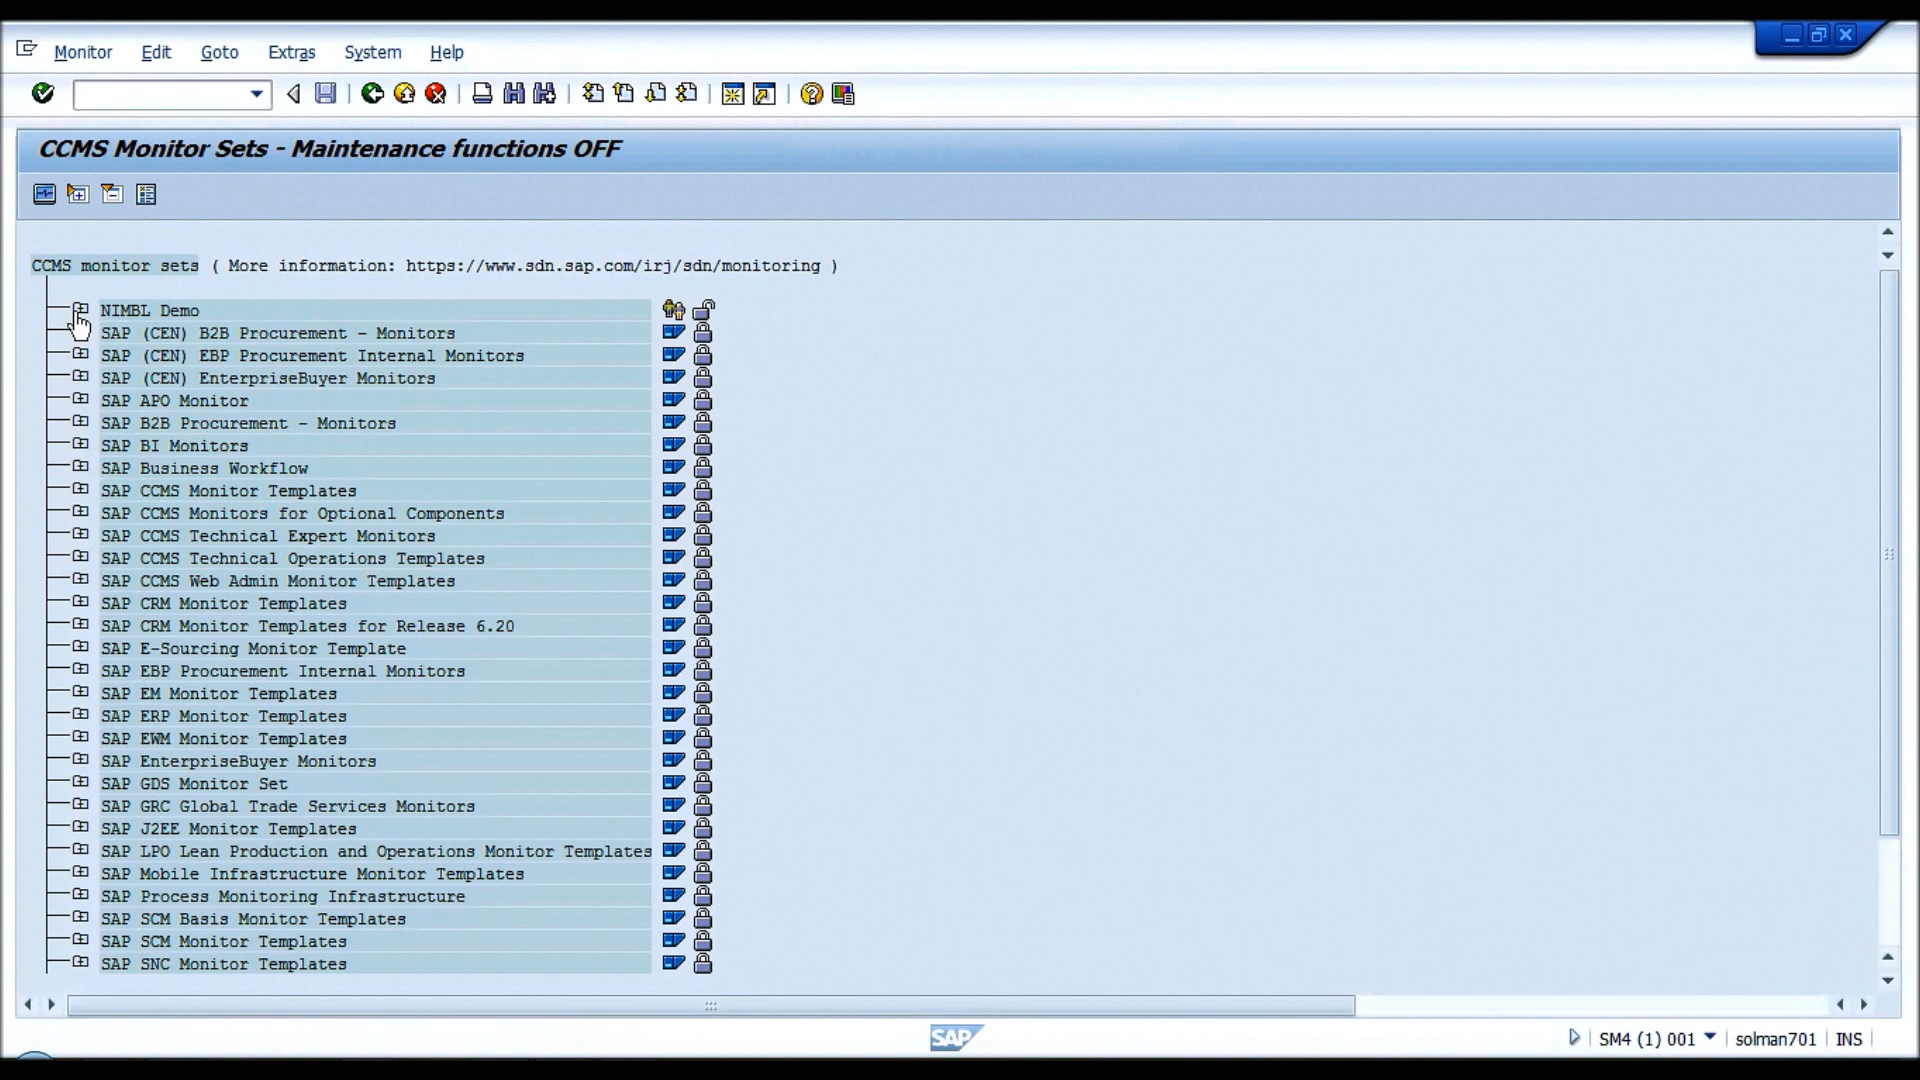 Monitor Edit Goto Extras System Help
CCMS Monitor Sets - Maintenance functions OFF
CCMS monitor sets ( More information: https://www.sdn.sap.com/irj/sdn/monitoring )
NIMBL Demo
SAP (CEN) B2B Procurement - Monitors
SAP (CEN) EBP Procurement Internal Monitors
SAP (CEN) EnterpriseBuyer Monitors
SAP APO Monitor
SAP B2B Procurement - Monitors
SAP BI Monitors
SAP Business Workflow
SAP CCMS Monitor Templates
SAP CCMS Monitors for Optional Components
SAP CCMS Technical Expert Monitors
SAP CCMS Technical Operations Templates
SAP CCMS Web Admin Monitor Templates
SAP CRM Monitor Templates
SAP CRM Monitor Templates for Release 6.20
SAP E-Sourcing Monitor Template
SAP EBP Procurement Internal Monitors
SAP EM Monitor Templates
SAP ERP Monitor Templates
SAP EWM Monitor Templates
SAP EnterpriseBuyer Monitors
SAP GDS Monitor Set
SAP GRC Global Trade Services Monitors
SAP J2EE Monitor Templates
SAP LPO Lean Production and Operations Monitor Templates
SAP Mobile Infrastructure Monitor Templates
SAP Process Monitoring Infrastructure
SAP SCM Basis Monitor Templates
SAP SCM Monitor Templates
SAP SNC Monitor Templates
SAP SM4 (1) 001 solman701 INS